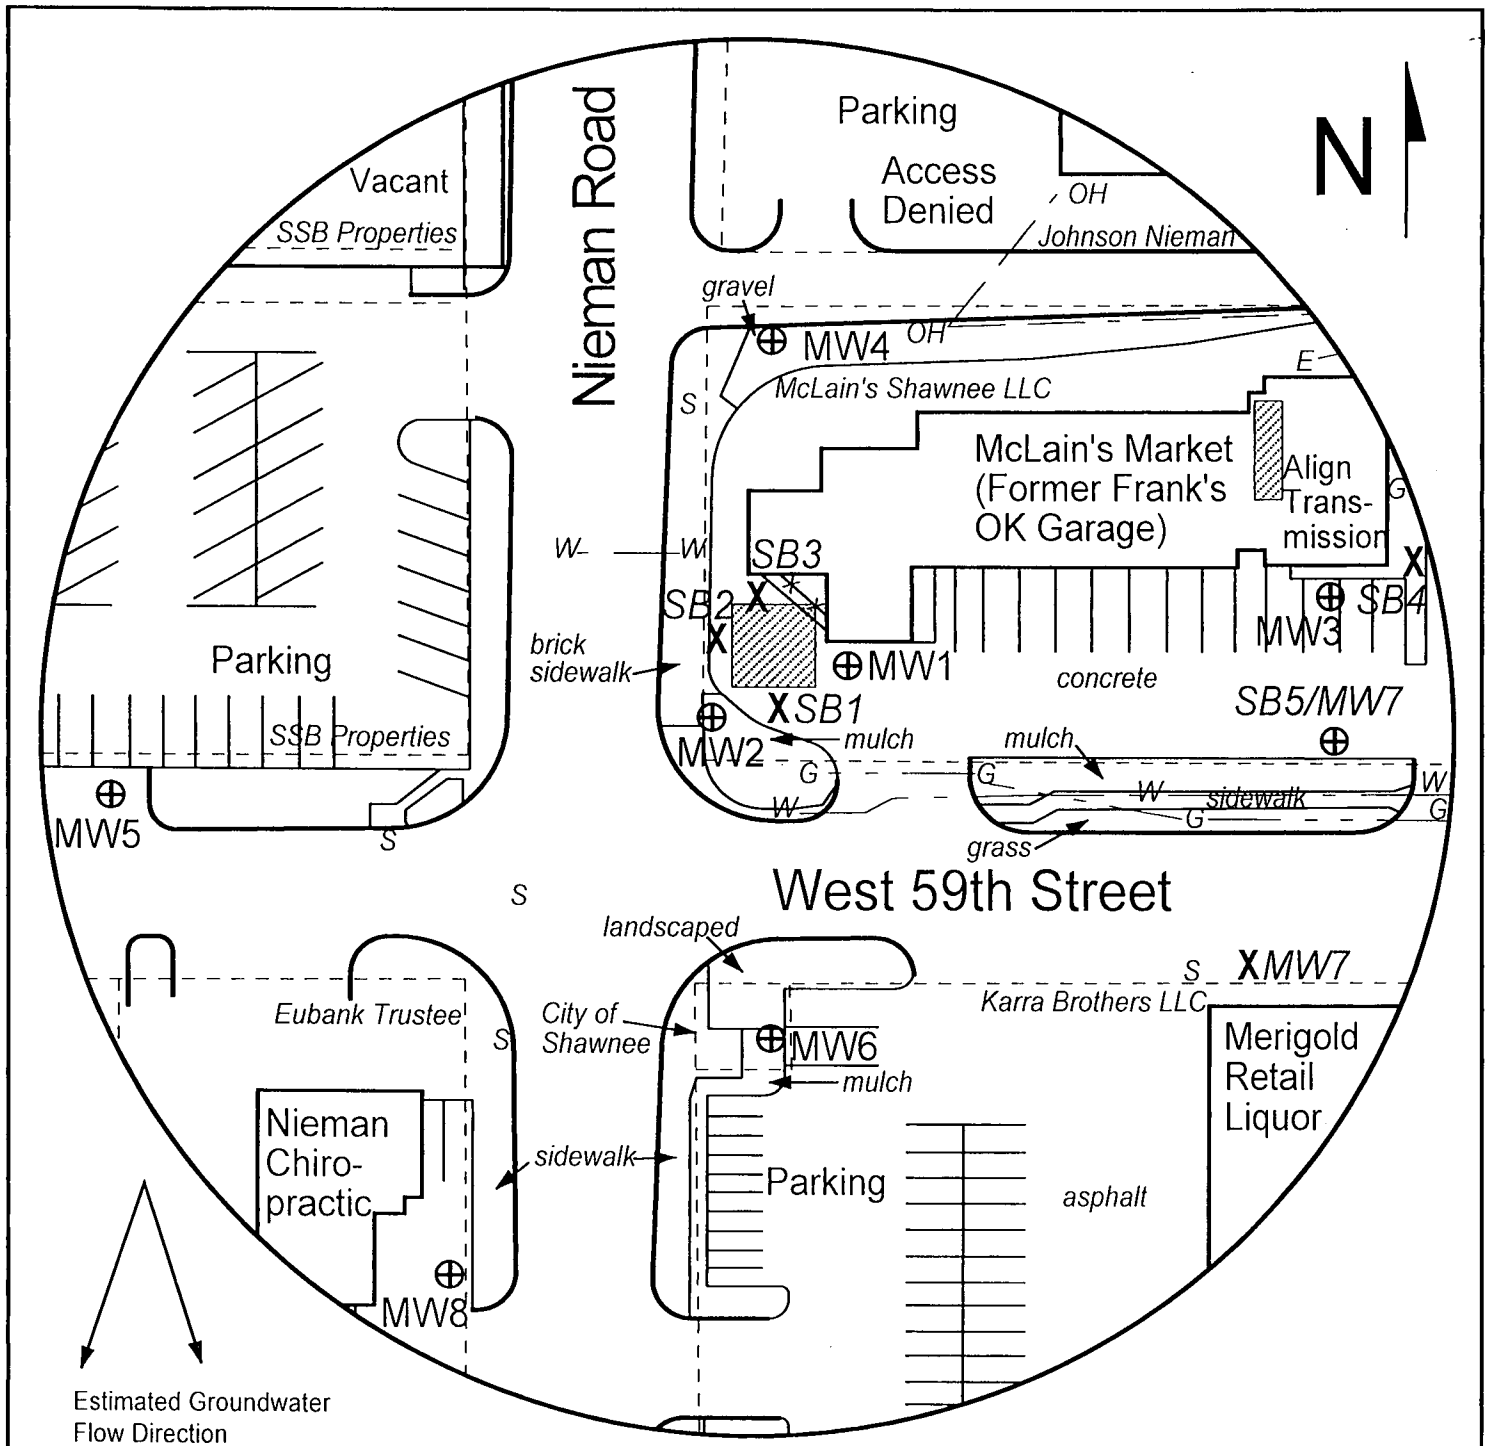 Parking
Vacant
Access
Denied
N
OH
SSB Properties
Johnson Nieman
Nieman Road
gravel
OH
MW4
E
McLain's Shawnee LLC
S
McLain's Market
(Former Frank's
OK Garage)
Align
Trans-
mission
G
W
W
SB3
X
SB2
X
X
SB4
MW3
brick
sidewalk
Parking
MW1
concrete
X SB1
SB5/MW7
SSB Properties
MW2
mulch
mulch
G
G
W
W
sidewalk
W
G
G
MW5
S
grass
West 59th Street
S
landscaped
X MW7
S
Eubank Trustee
City of
Shawnee
Karra Brothers LLC
S
MW6
mulch
Merigold
Retail
Liquor
Nieman
Chiro-
practic
sidewalk
Parking
asphalt
MW8
Estimated Groundwater
Flow Direction